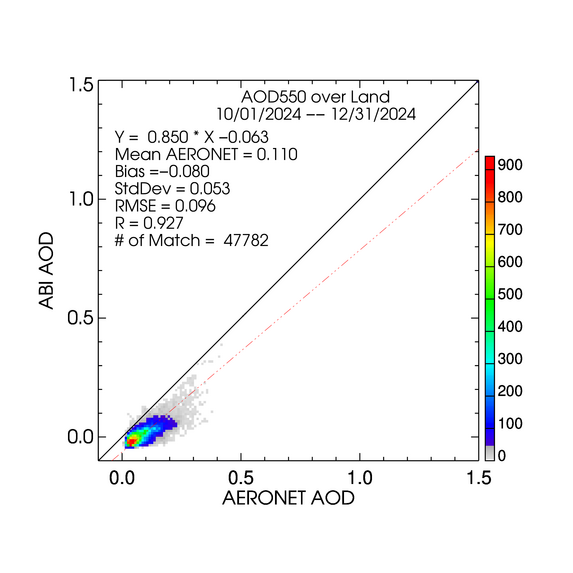 AOD550 over Land
10/01/2024 −− 12/31/2024
Y = 0.850 * X −0.063
Mean AERONET = 0.110
Bias =−0.080
StdDev = 0.053
RMSE = 0.096
R = 0.927
# of Match = 47782
1.5
1.0
0.5
0.0
ABI AOD
0.0 0.5 1.0 1.5
AERONET AOD
900
800
700
600
500
400
300
200
100
0